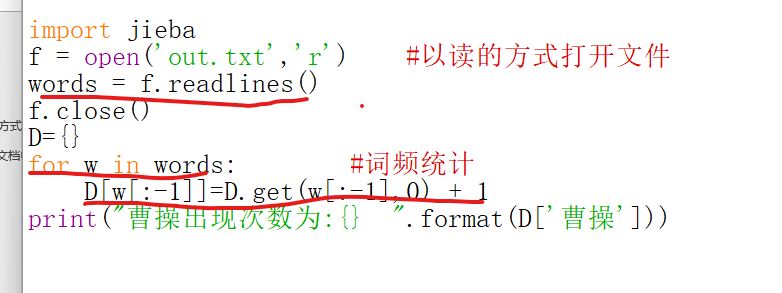 import jieba
f = open('out.txt','r')    #以读的方式打开文件
words = f.readlines()
f.close()
方式
D={}
文档
for w in words:        #词频统计
    D[w[:-1]]=D.get(w[:-1],0) + 1
print("曹操出现次数为:{}  ".format(D['曹操']))